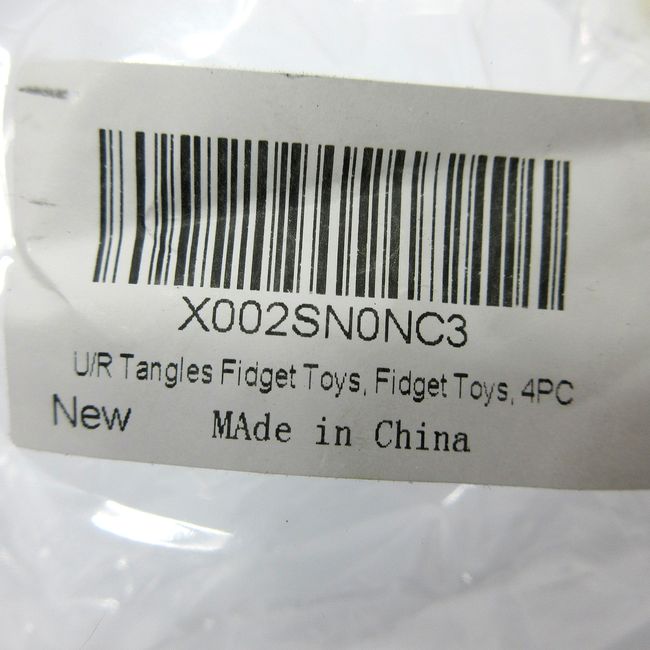 X002SN0NC3
U/R Tangles Fidget Toys, Fidget Toys, 4PC
New MAde in China